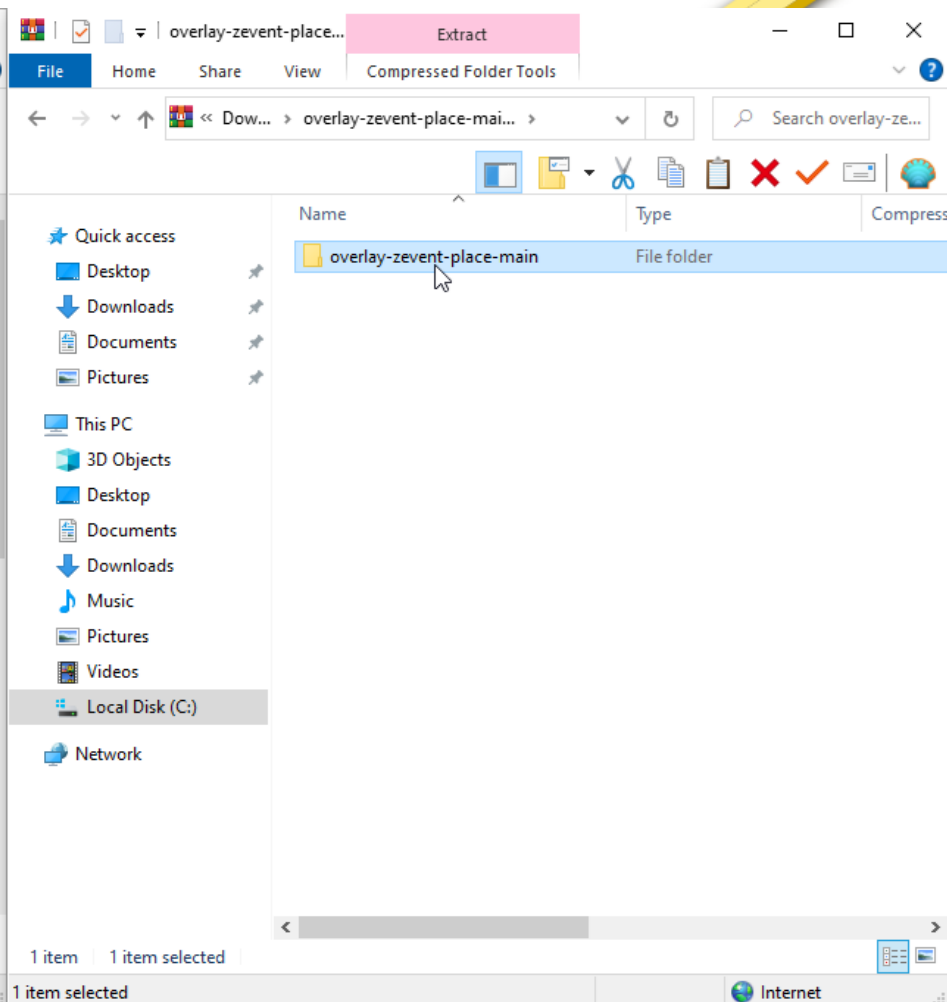 overlay-zevent-place...
Extract
File
Home
Share
View
Compressed Folder Tools
?
« Dow... › overlay-zevent-place-mai... ›
Search overlay-ze...
Name
Type
Compress
Quick access
overlay-zevent-place-main
File folder
Desktop
Downloads
Documents
Pictures
This PC
3D Objects
Desktop
Documents
Downloads
Music
Pictures
Videos
Local Disk (C:)
Network
1 item
1 item selected
1 item selected
Internet